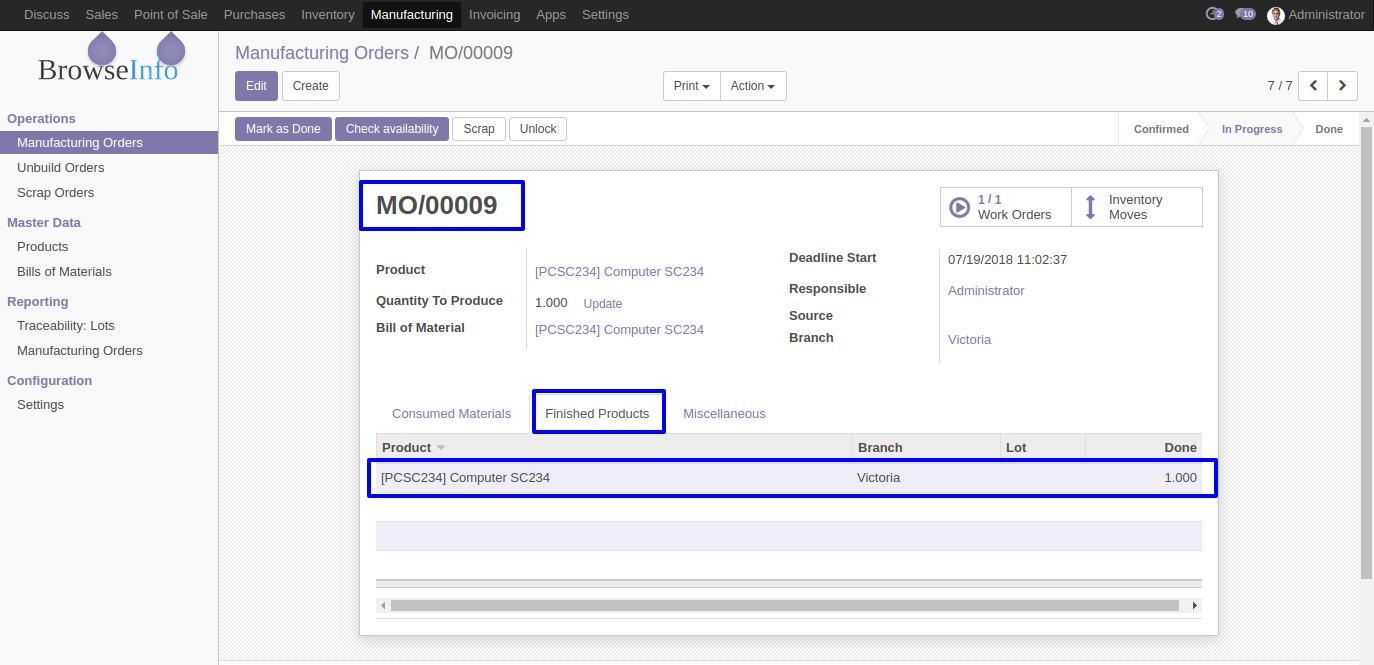 Discuss Sales Point of Sale Purchases Inventory Manufacturing Invoicing Apps Settings 2 10 Administrator
BrowseInfo
Operations
Manufacturing Orders
Unbuild Orders
Scrap Orders
Master Data
Products
Bills of Materials
Reporting
Traceability: Lots
Manufacturing Orders
Configuration
Settings
Manufacturing Orders / MO/00009
Edit Create Print Action 7 / 7
Mark as Done Check availability Scrap Unlock Confirmed In Progress Done
MO/00009
1 / 1
Work Orders
Inventory
Moves
Product [PCSC234] Computer SC234
Quantity To Produce 1.000 Update
Bill of Material [PCSC234] Computer SC234
Deadline Start 07/19/2018 11:02:37
Responsible Administrator
Source
Branch Victoria
Consumed Materials Finished Products Miscellaneous
Product Branch Lot Done
[PCSC234] Computer SC234 Victoria 1.000